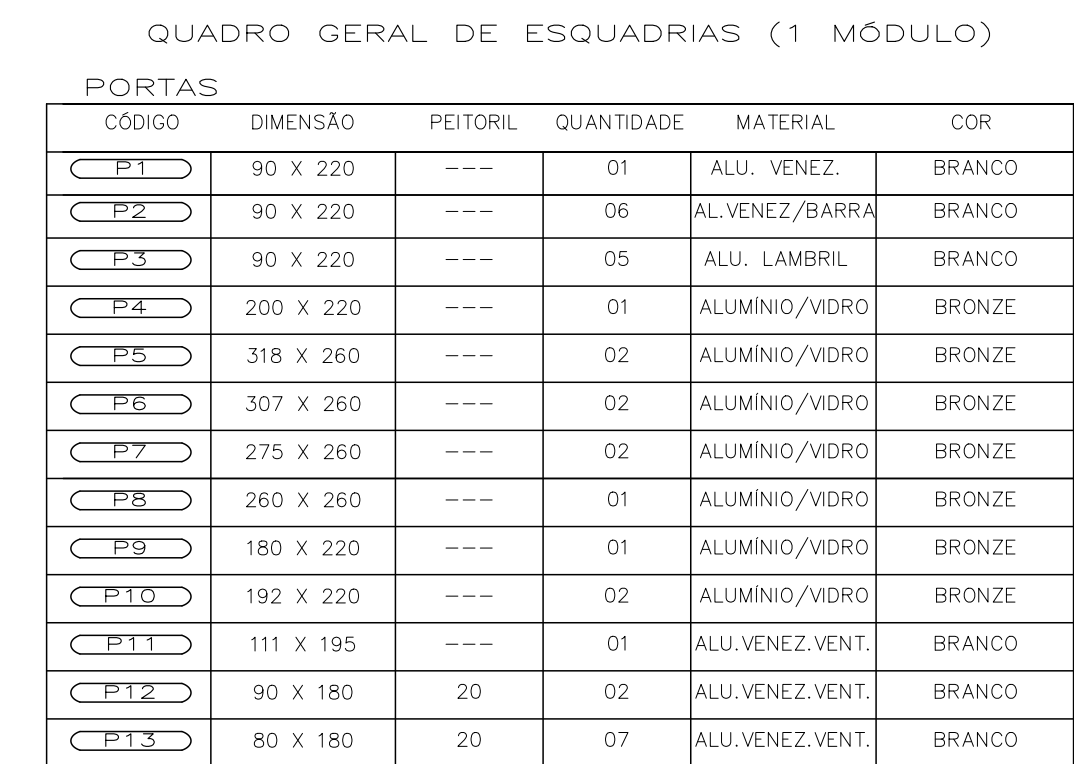 QUADRO GERAL DE ESQUADRIAS (1 MÓDULO)
PORTAS
CÓDIGO DIMENSÃO PEITORIL QUANTIDADE MATERIAL COR
P1 90 X 220 --- 01 ALU. VENEZ. BRANCO
P2 90 X 220 --- 06 AL.VENEZ/BARRA BRANCO
P3 90 X 220 --- 05 ALU. LAMBRIL BRANCO
P4 200 X 220 --- 01 ALUMÍNIO/VIDRO BRONZE
P5 318 X 260 --- 02 ALUMÍNIO/VIDRO BRONZE
P6 307 X 260 --- 02 ALUMÍNIO/VIDRO BRONZE
P7 275 X 260 --- 02 ALUMÍNIO/VIDRO BRONZE
P8 260 X 260 --- 01 ALUMÍNIO/VIDRO BRONZE
P9 180 X 220 --- 01 ALUMÍNIO/VIDRO BRONZE
P10 192 X 220 --- 02 ALUMÍNIO/VIDRO BRONZE
P11 111 X 195 --- 01 ALU.VENEZ.VENT. BRANCO
P12 90 X 180 20 02 ALU.VENEZ.VENT. BRANCO
P13 80 X 180 20 07 ALU.VENEZ.VENT. BRANCO